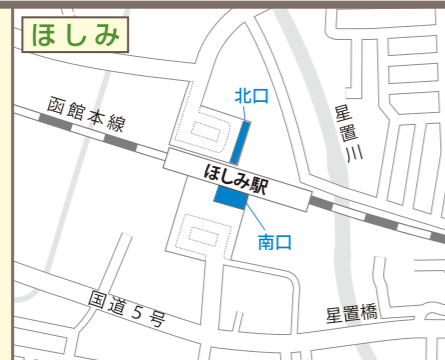 ほしみ
函館本線
北口
星置川
ほしみ駅
南口
国道5号
星置橋